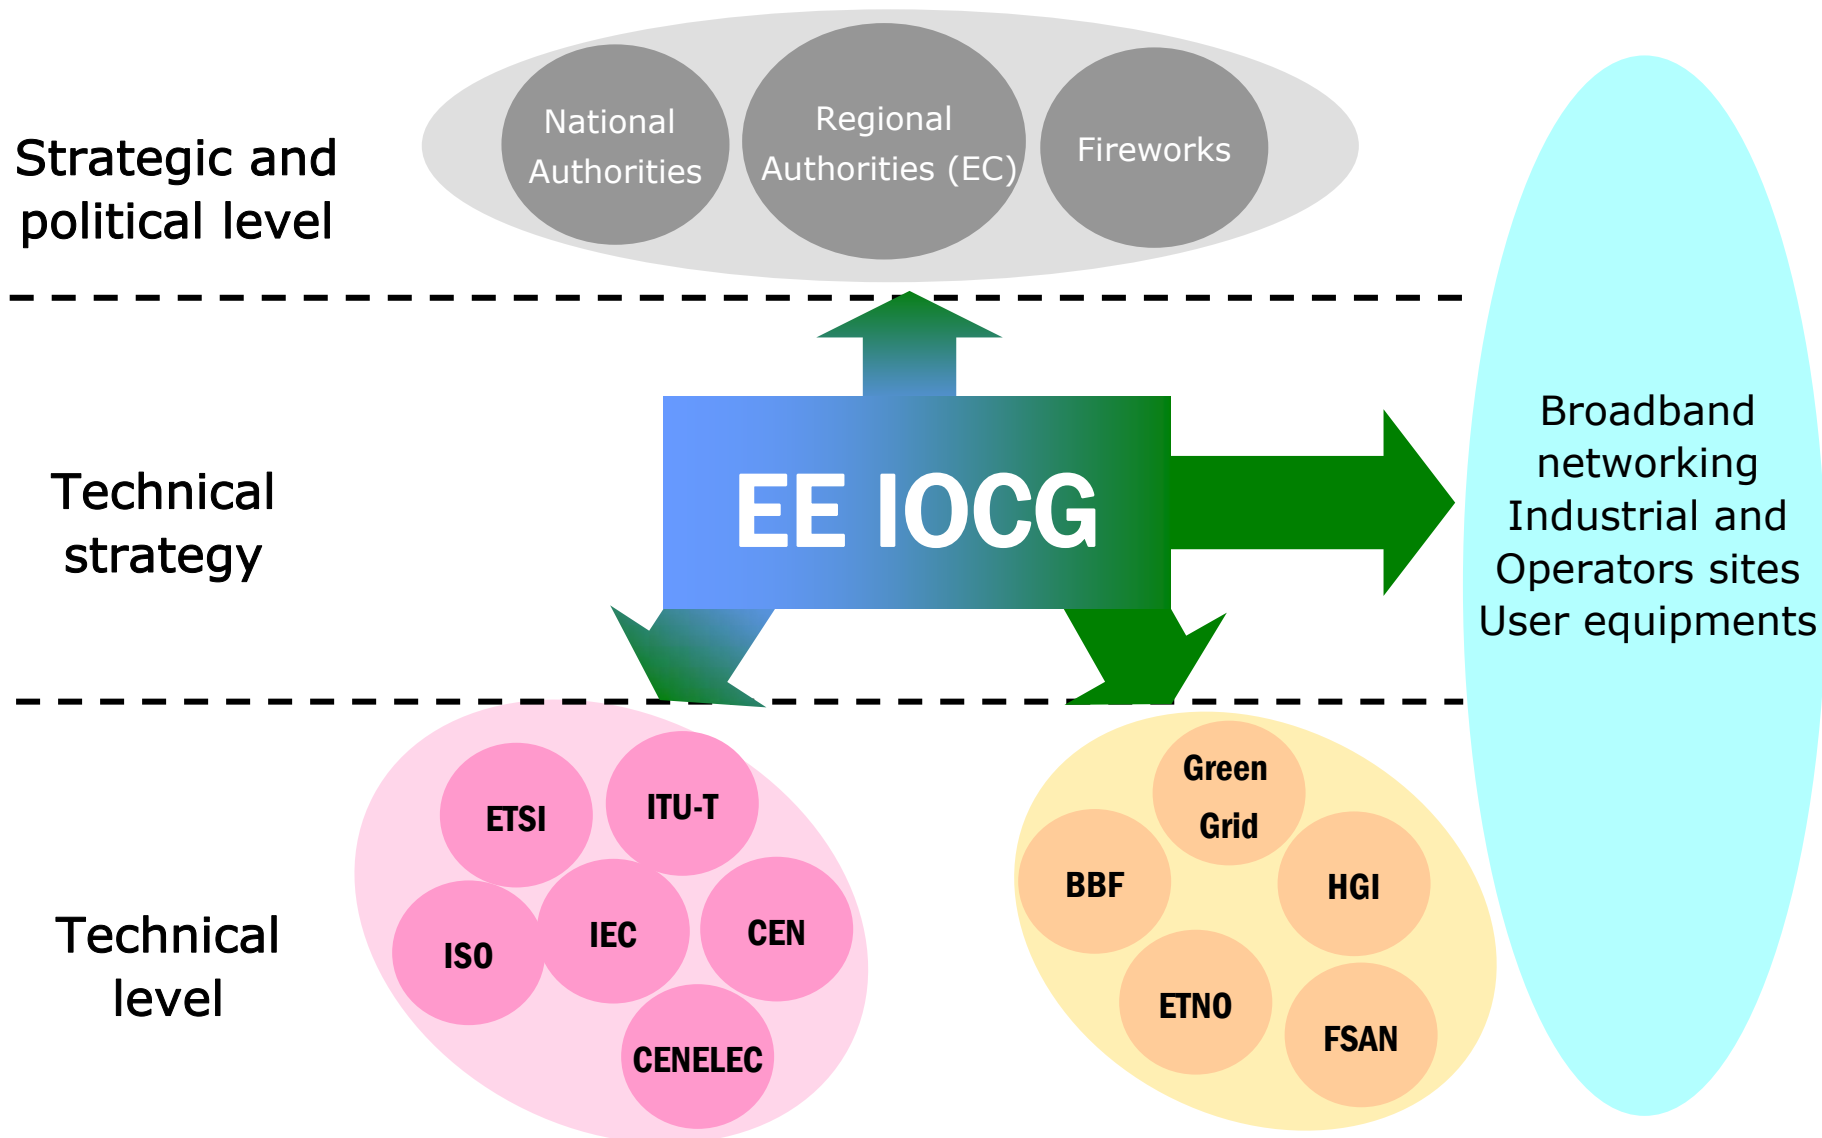 Strategic and
political level
National
Authorities
Regional
Authorities (EC)
Fireworks
Technical
strategy
EE IOCG
Broadband
networking
Industrial and
Operators sites
User equipments
Technical
level
ETSI
ITU-T
ISO
IEC
CEN
CENELEC
Green
Grid
BBF
HGI
ETNO
FSAN